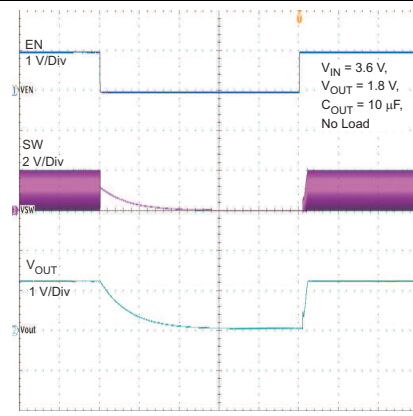 EN
1 V/Div
VEN
V_IN = 3.6 V,
V_OUT = 1.8 V,
C_OUT = 10 µF,
No Load
SW
2 V/Div
VSW
V_OUT
1 V/Div
Vout